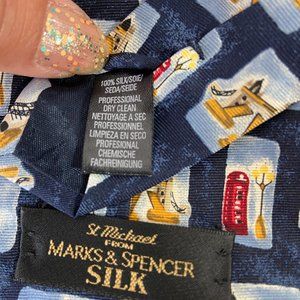 100% SILK/SOIE/
SEDA/SEIDE
PROFESSIONAL
DRY CLEAN
NETTOYAGE A SEC
PROFESSIONNEL
LIMPIEZA EN SECO
PROFESIONAL
CHEMISCHE
FACHREINIGUNG
St Michael
FROM
MARKS & SPENCER
SILK